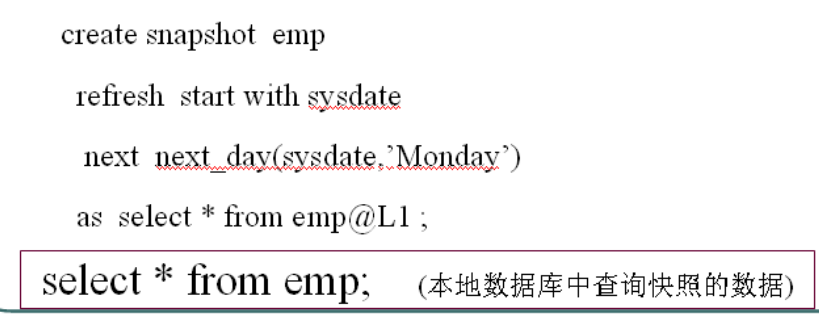 create snapshot emp
refresh start with sysdate
next next_day(sysdate,’Monday’)
as select * from emp@L1 ;
select * from emp; (本地数据库中查询快照的数据)